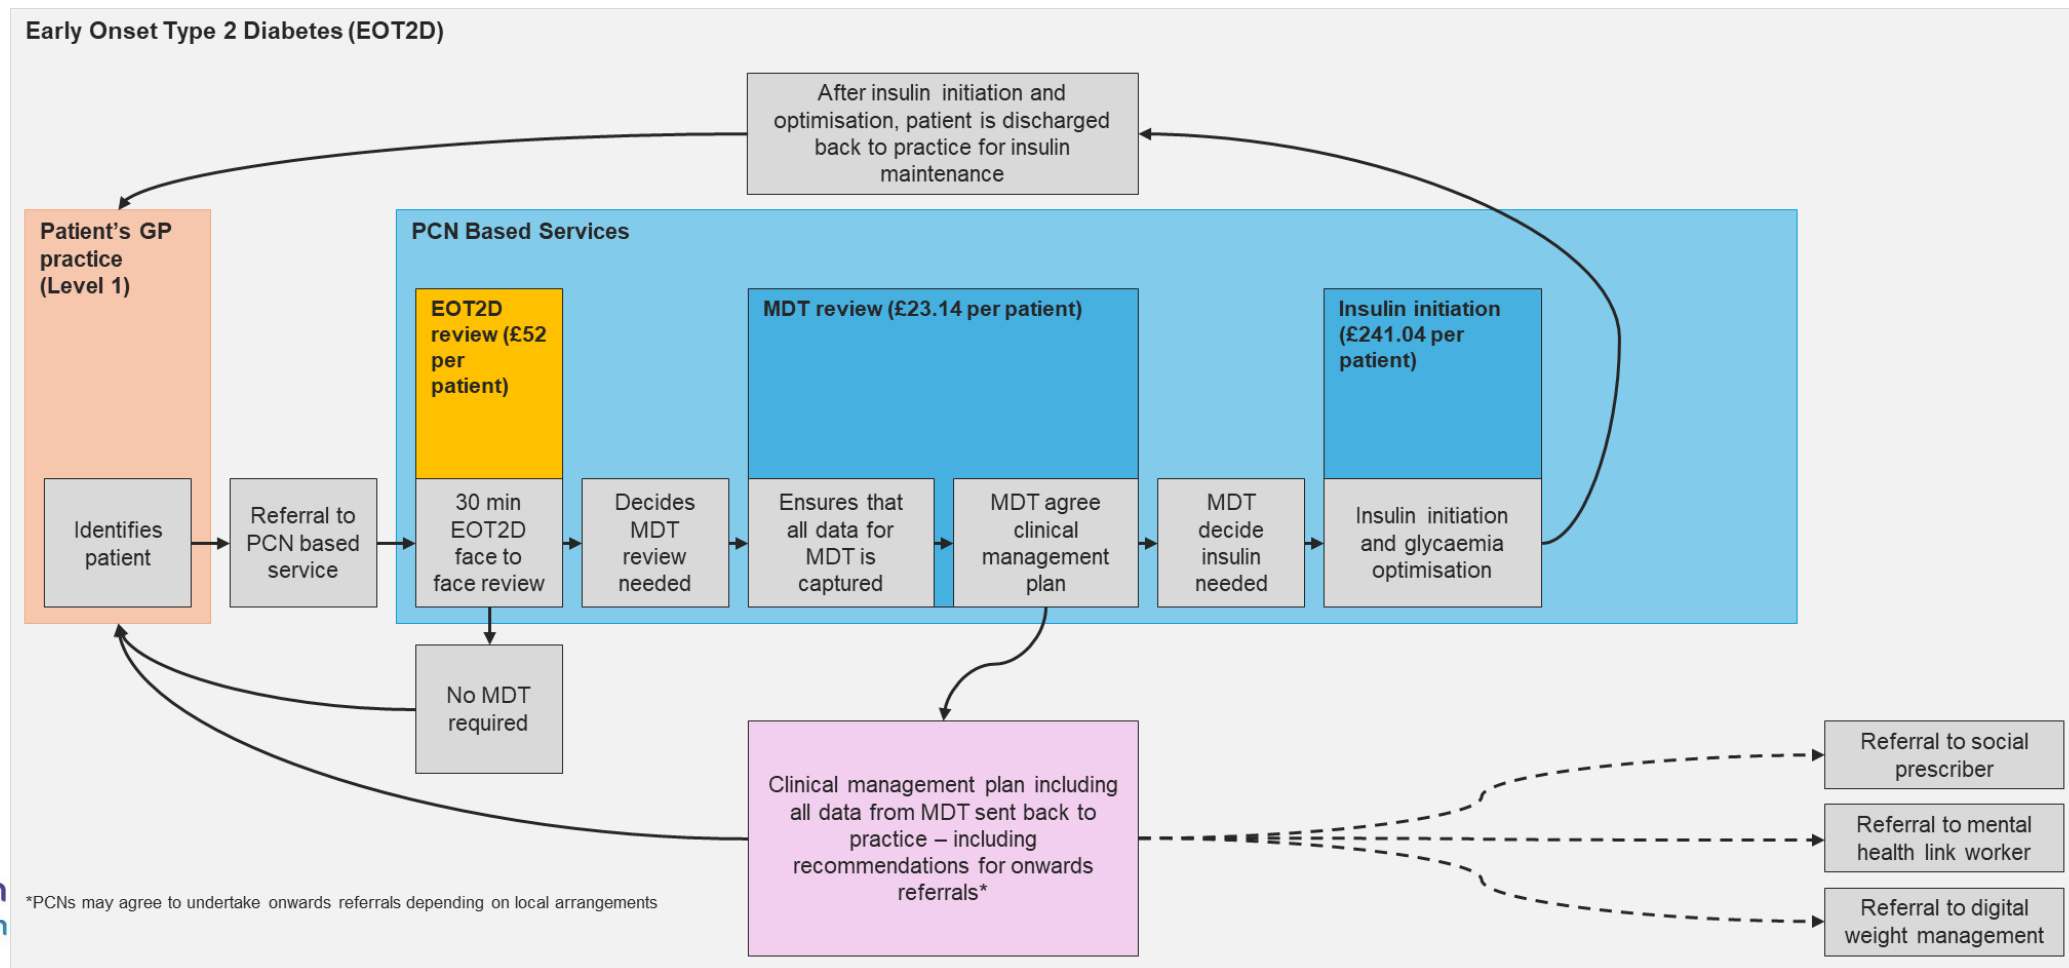 Early Onset Type 2 Diabetes (EOT2D)
After insulin initiation and
optimisation, patient is discharged
back to practice for insulin
maintenance
Patient’s GP
practice
(Level 1)
PCN Based Services
EOT2D
review (£52
per
patient)
MDT review (£23.14 per patient)
Insulin initiation
(£241.04 per
patient)
Identifies
patient
Referral to
PCN based
service
30 min
EOT2D
face to
face review
Decides
MDT
review
needed
Ensures that
all data for
MDT is
captured
MDT agree
clinical
management
plan
MDT
decide
insulin
needed
Insulin initiation
and glycaemia
optimisation
No MDT
required
Clinical management plan including
all data from MDT sent back to
practice – including
recommendations for onwards
referrals*
Referral to social
prescriber
Referral to mental
health link worker
Referral to digital
weight management
*PCNs may agree to undertake onwards referrals depending on local arrangements